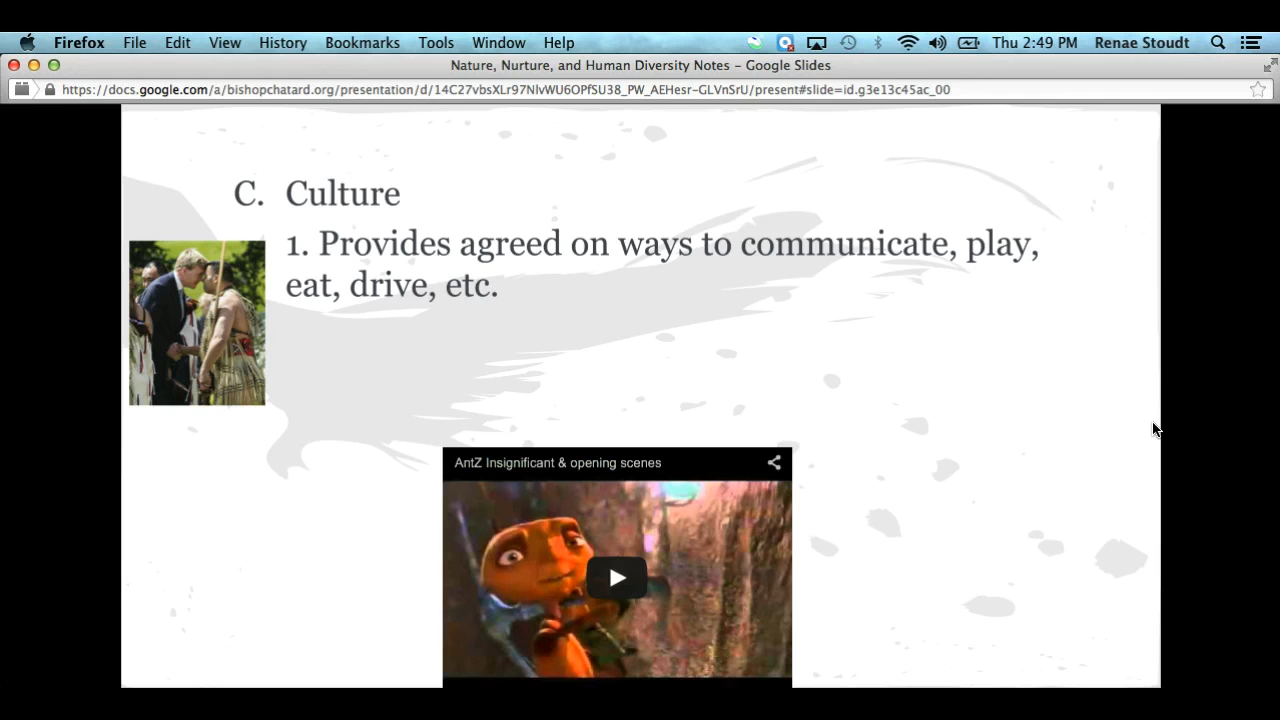 Firefox File Edit View History Bookmarks Tools Window Help Thu 2:49 PM Renae Stoudt
Nature, Nurture, and Human Diversity Notes – Google Slides
https://docs.google.com/a/bishopchatard.org/presentation/d/14C27vbsXLr97NlvWU6OPfSU38_PW_AEHesr-GLVnSrU/present#slide=id.g3e13c45ac_00
C. Culture
1. Provides agreed on ways to communicate, play,
eat, drive, etc.
AntZ Insignificant & opening scenes